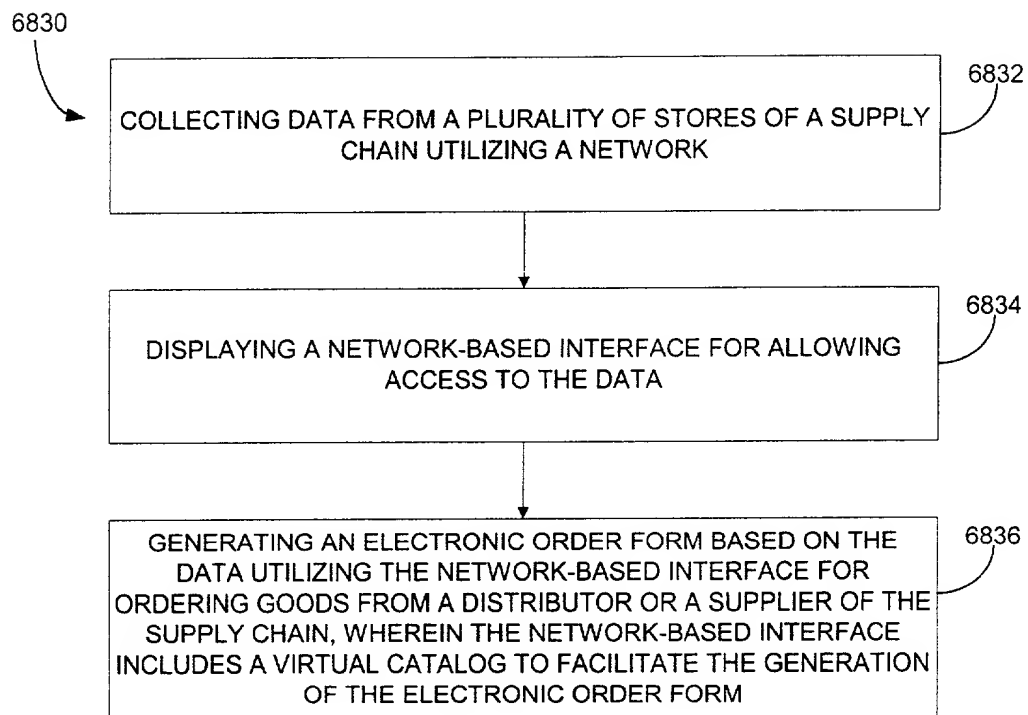 6830
6832
COLLECTING DATA FROM A PLURALITY OF STORES OF A SUPPLY
CHAIN UTILIZING A NETWORK
6834
DISPLAYING A NETWORK-BASED INTERFACE FOR ALLOWING
ACCESS TO THE DATA
6836
GENERATING AN ELECTRONIC ORDER FORM BASED ON THE
DATA UTILIZING THE NETWORK-BASED INTERFACE FOR
ORDERING GOODS FROM A DISTRIBUTOR OR A SUPPLIER OF THE
SUPPLY CHAIN, WHEREIN THE NETWORK-BASED INTERFACE
INCLUDES A VIRTUAL CATALOG TO FACILITATE THE GENERATION
OF THE ELECTRONIC ORDER FORM